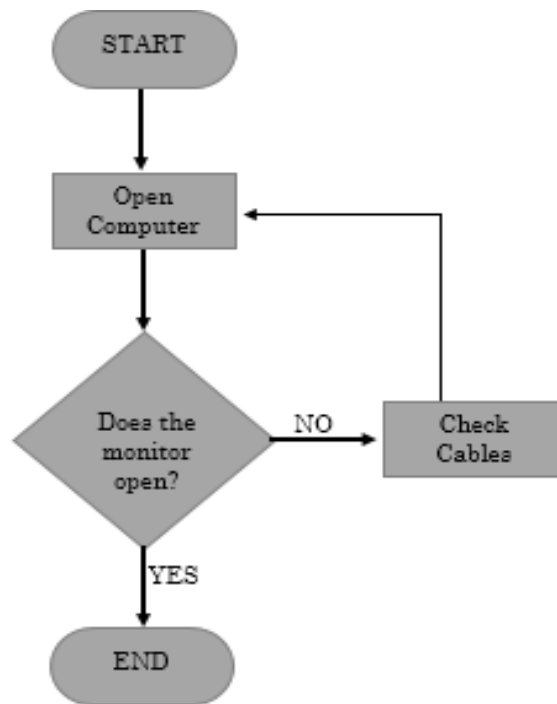 START
Open
Computer
Does the
monitor
open?
NO
Check
Cables
YES
END